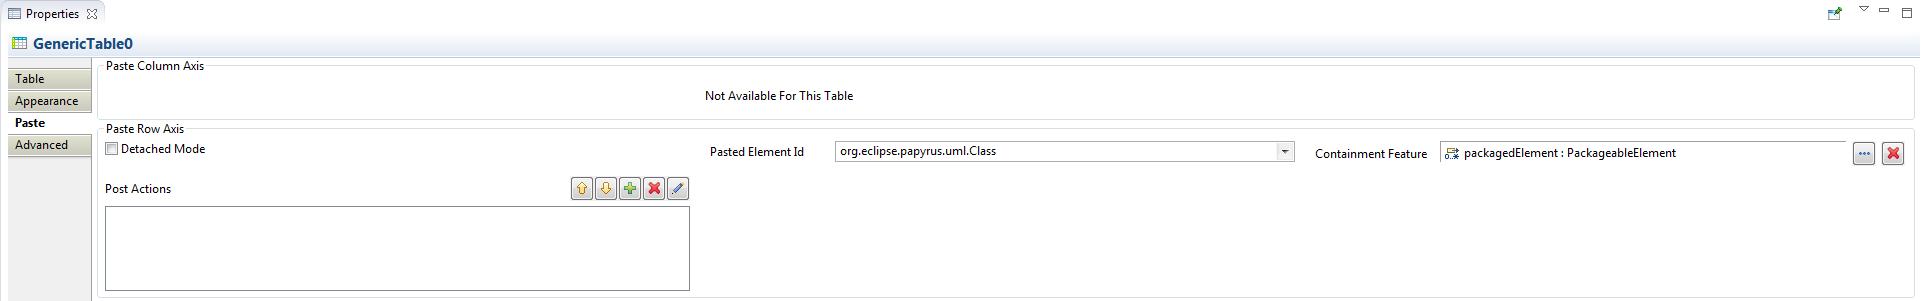 Properties
GenericTable0
Table
Appearance
Paste
Advanced
Paste Column Axis
Not Available For This Table
Paste Row Axis
Detached Mode
Pasted Element Id
org.eclipse.papyrus.uml.Class
Containment Feature
packagedElement : PackageableElement
Post Actions